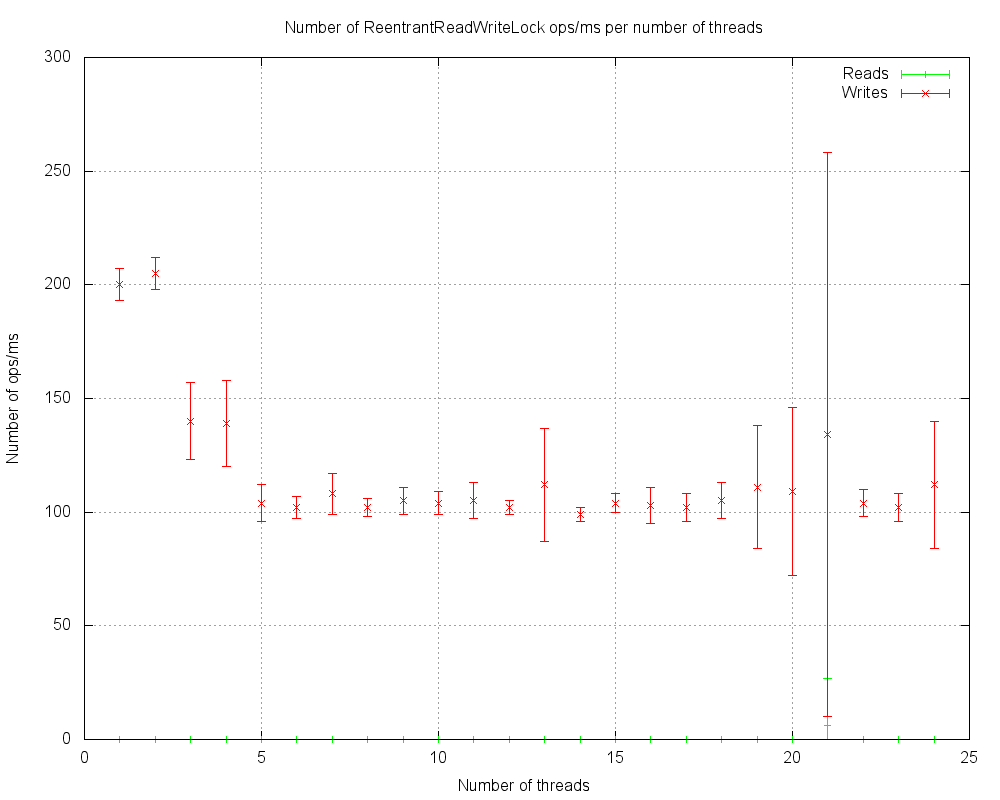 Number of ReentrantReadWriteLock ops/ms per number of threads
Reads
Writes
300
250
200
150
100
50
0
Number of ops/ms
0 5 10 15 20 25
Number of threads